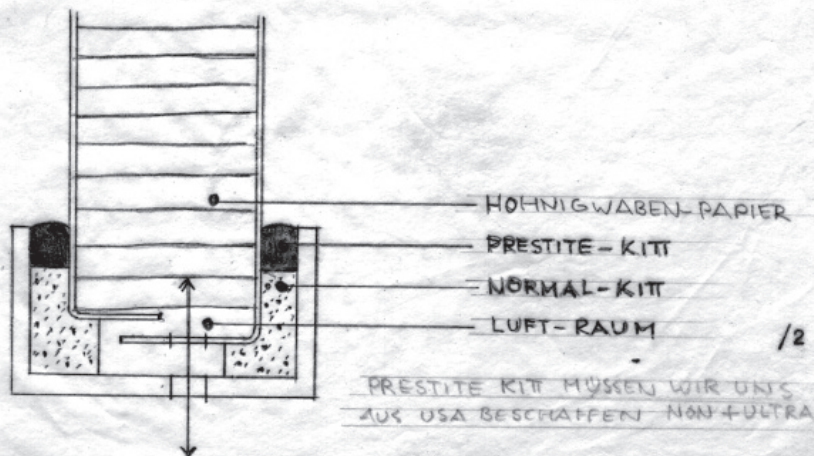 HOHNIGWABEN-PAPIER
PRESTITE-KITT
NORMAL-KITT
LUFT-RAUM
/2
PRESTITE KITT MÜSSEN WIR UNS
AUS USA BESCHAFFEN NON + ULTRA